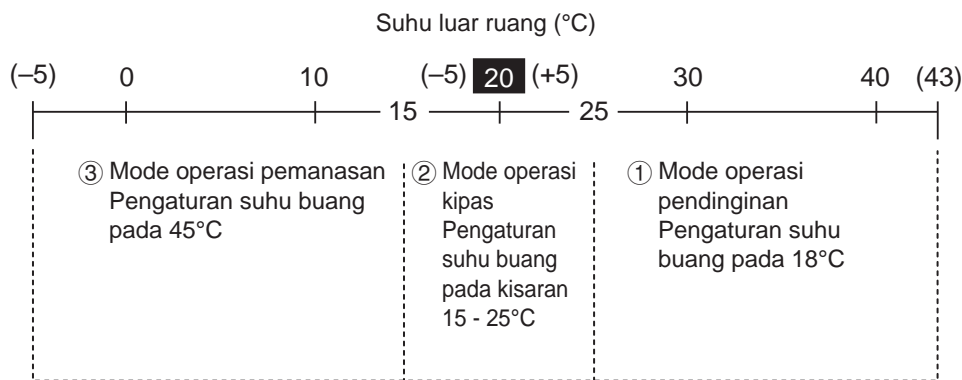 Suhu luar ruang (°C)
(–5) 0 10 (–5) 20 (+5) 30 40 (43)
15 25
③ Mode operasi pemanasan
Pengaturan suhu buang
pada 45°C
② Mode operasi
kipas
Pengaturan
suhu buang
pada kisaran
15 - 25°C
① Mode operasi
pendinginan
Pengaturan suhu
buang pada 18°C